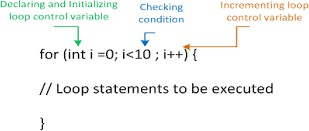 Declaring and Initializing
loop control variable
Checking
condition
Incrementing loop
control variable
for (int i =0; i<10 ; i++) {
// Loop statements to be executed
}